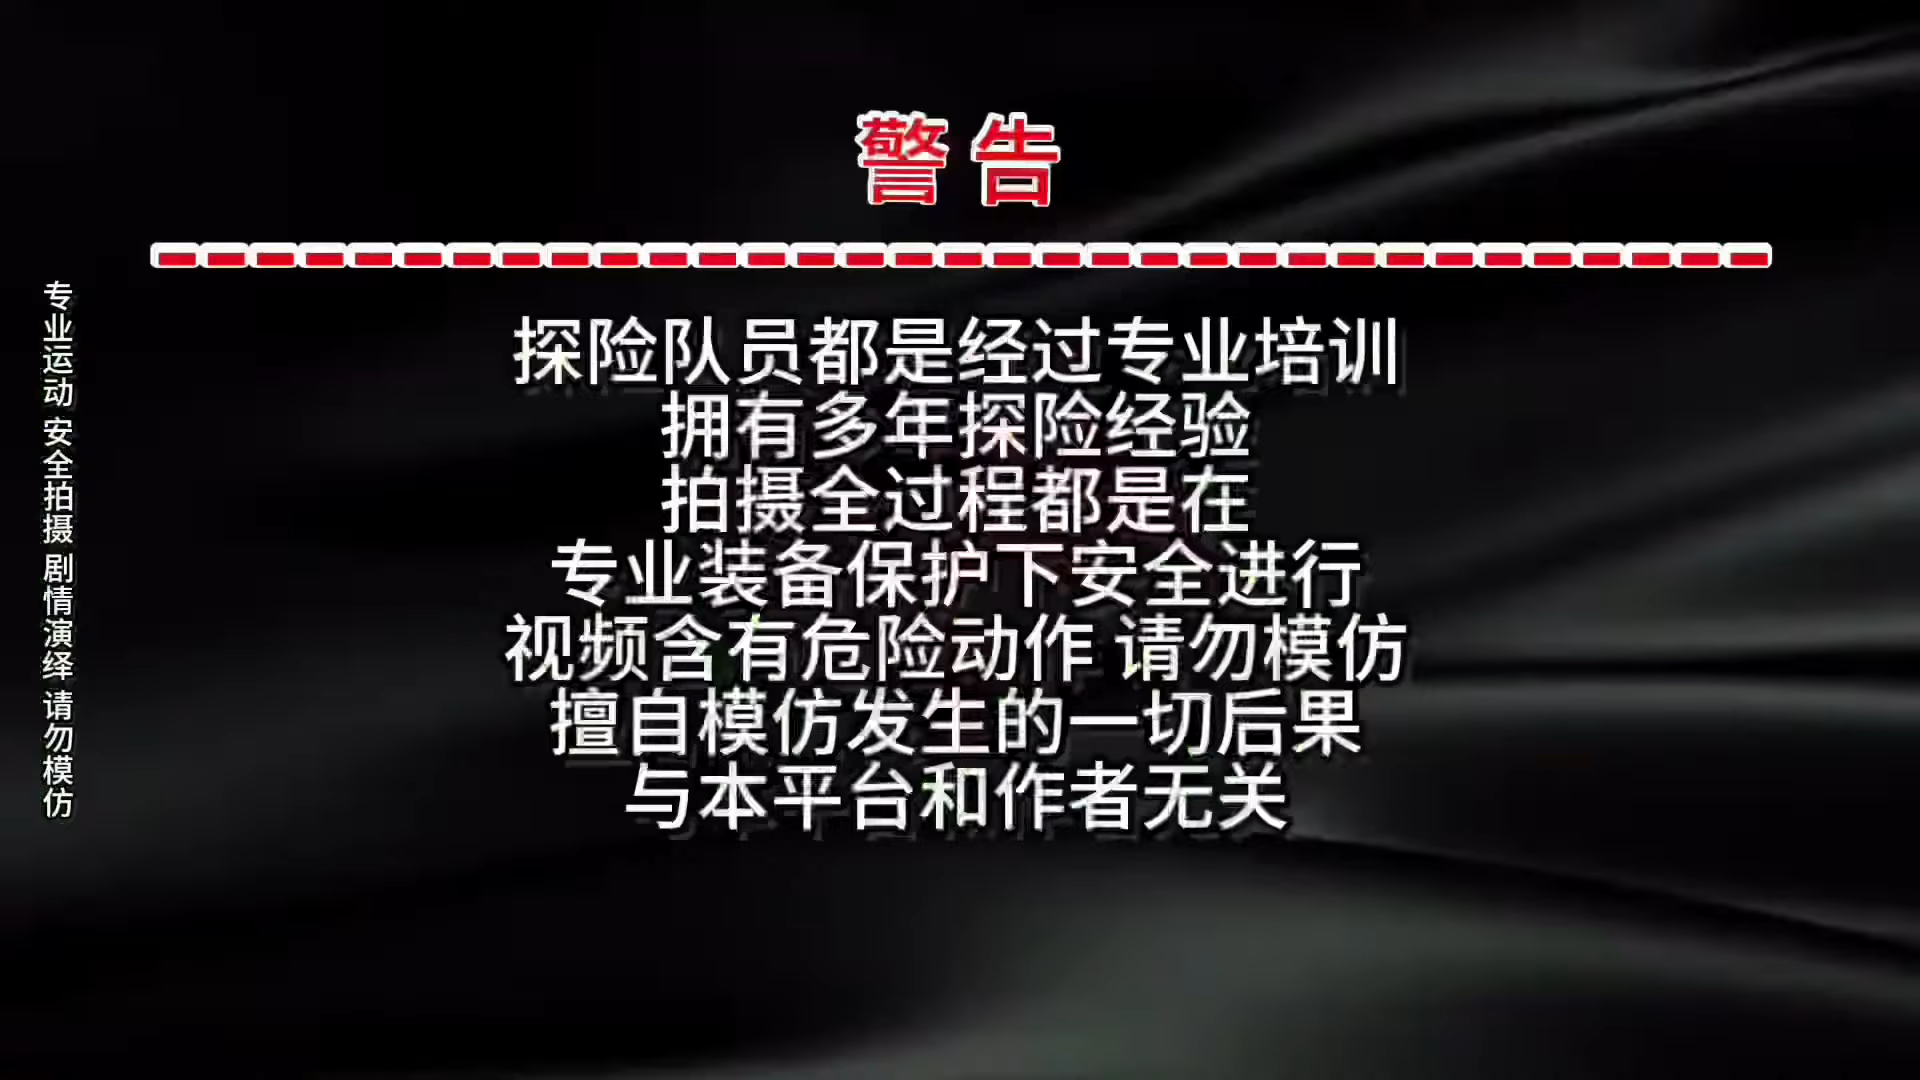 警告
探险队员都是经过专业培训
拥有多年探险经验
拍摄全过程都是在
专业装备保护下安全进行
视频含有危险动作 请勿模仿
擅自模仿发生的一切后果
与本平台和作者无关
专业运动 安全拍摄 剧情演绎 请勿模仿